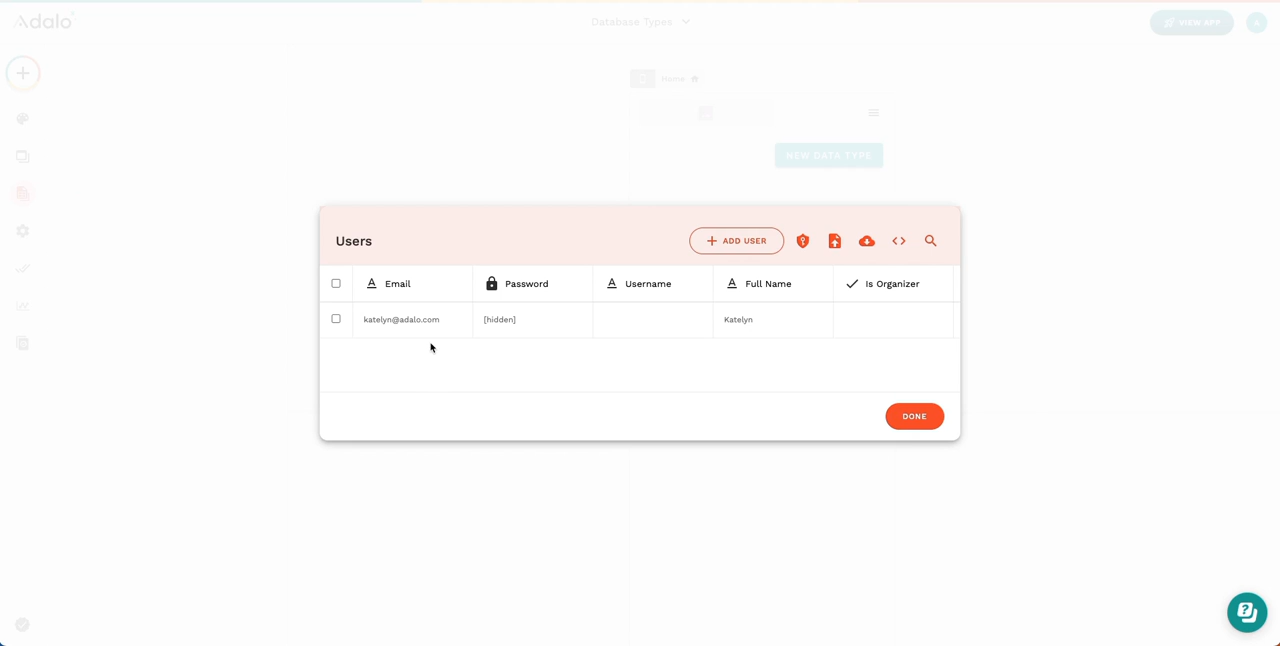 Adalo
Database Types
VIEW APP
A
Home
NEW DATA TYPE
Users
ADD USER
Email
Password
Username
Full Name
Is Organizer
katelyn@adalo.com
[hidden]
Katelyn
DONE